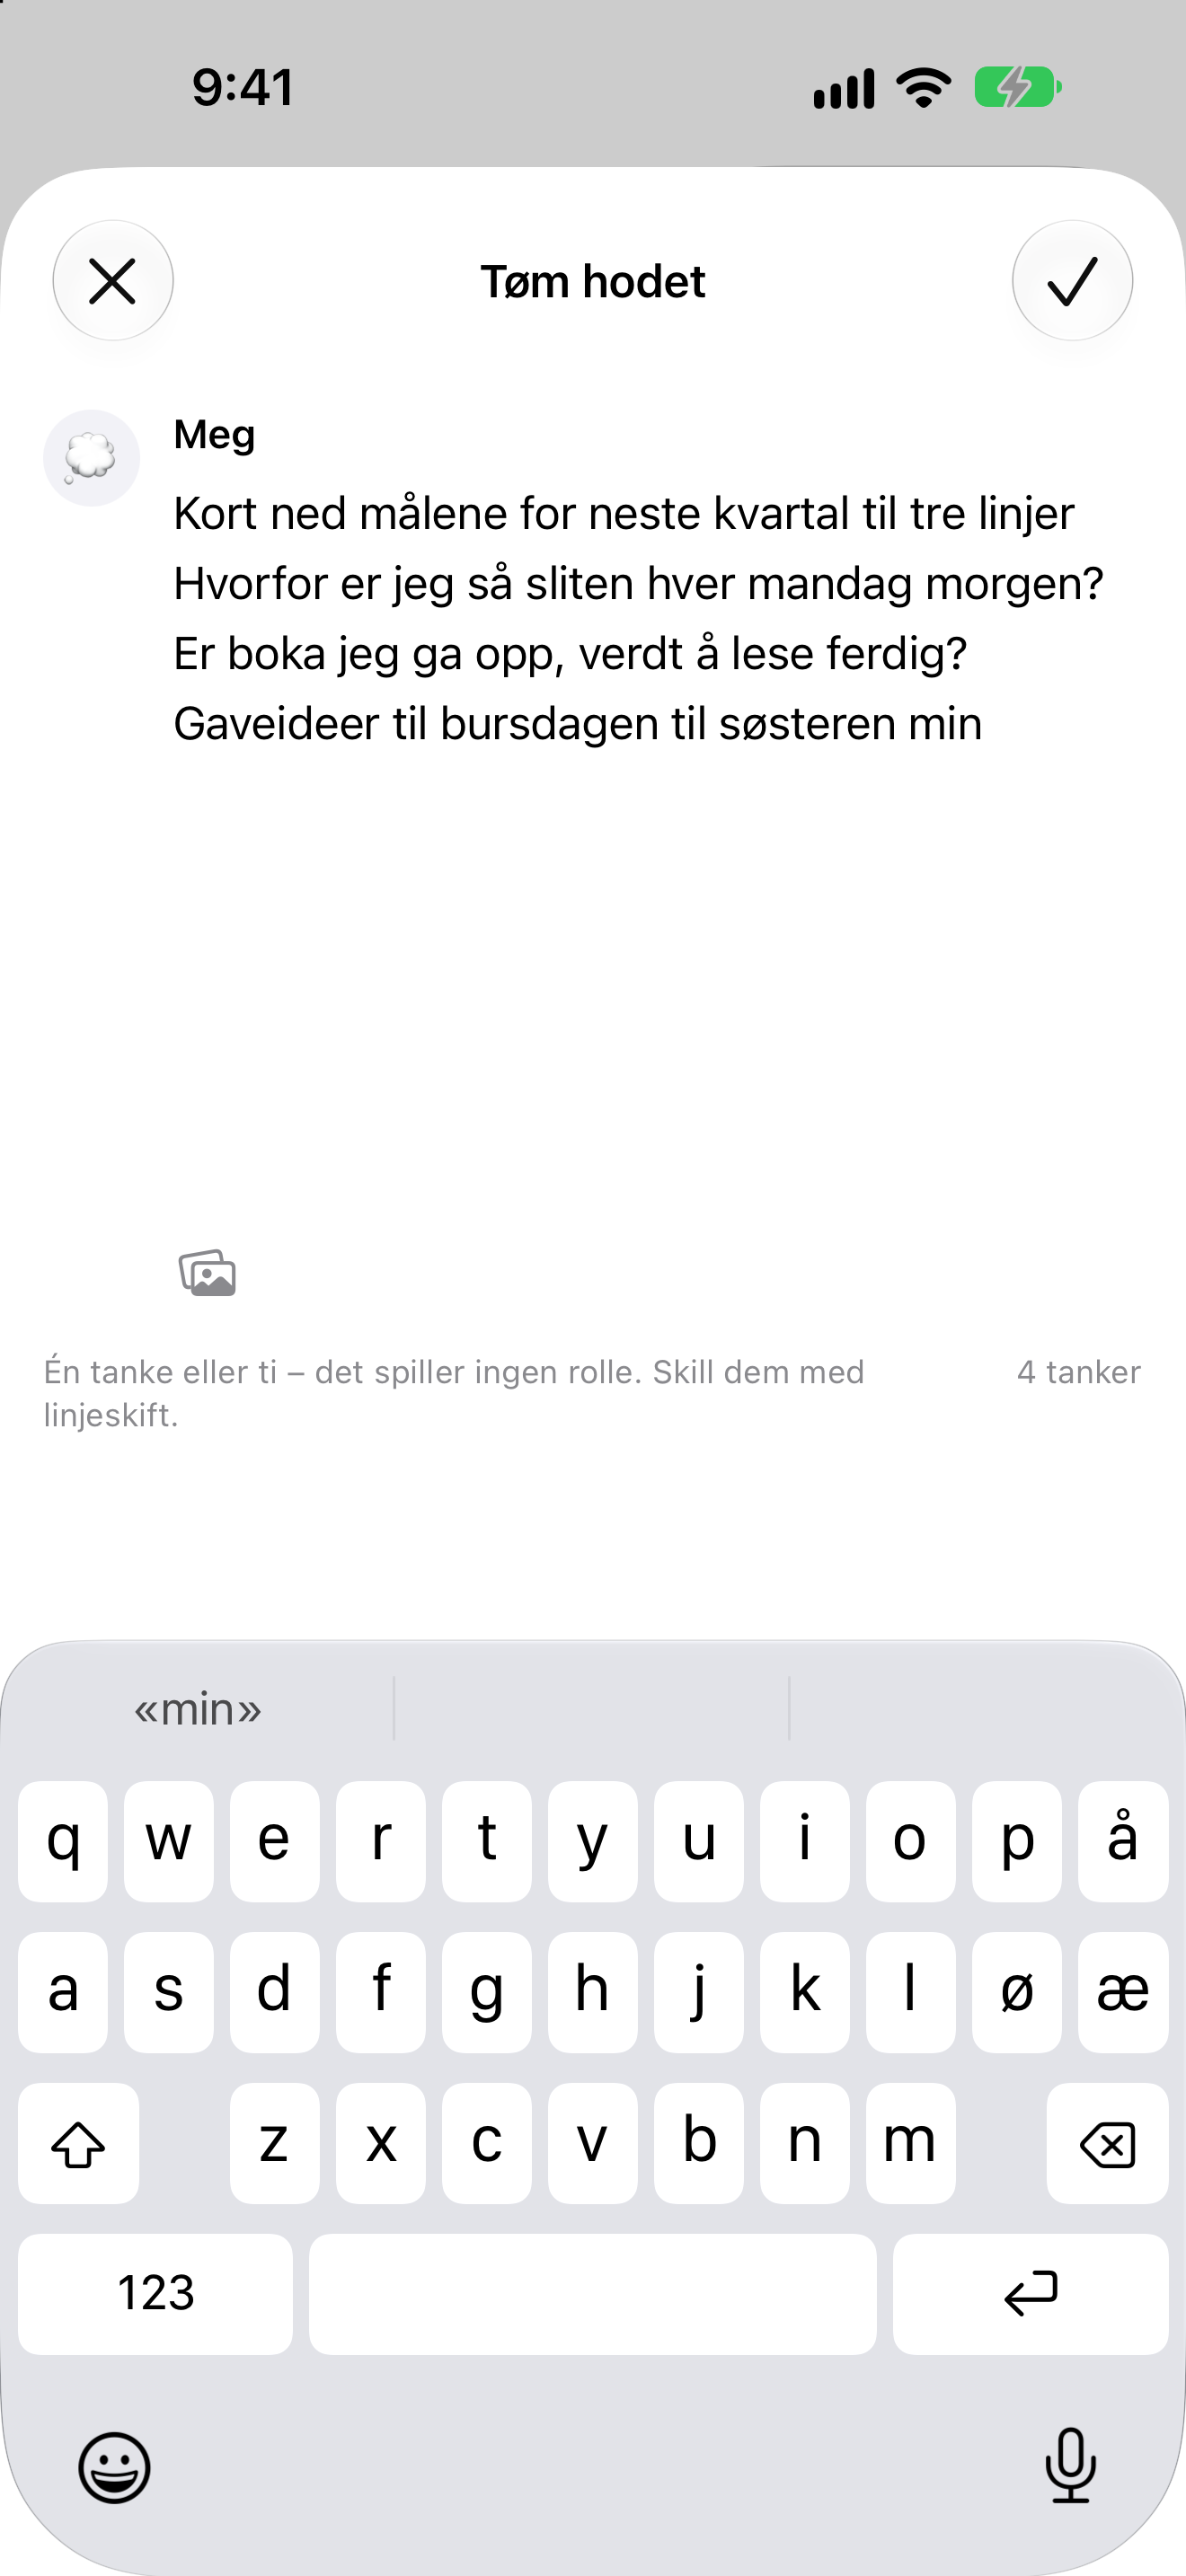 9:41
Tøm hodet
Meg
Kort ned målene for neste kvartal til tre linjer
Hvorfor er jeg så sliten hver mandag morgen?
Er boka jeg ga opp, verdt å lese ferdig?
Gaveideer til bursdagen til søsteren min
Én tanke eller ti – det spiller ingen rolle. Skill dem med
linjeskift.
4 tanker
«min»
q w e r t y u i o p å
a s d f g h j k l ø æ
z x c v b n m
123